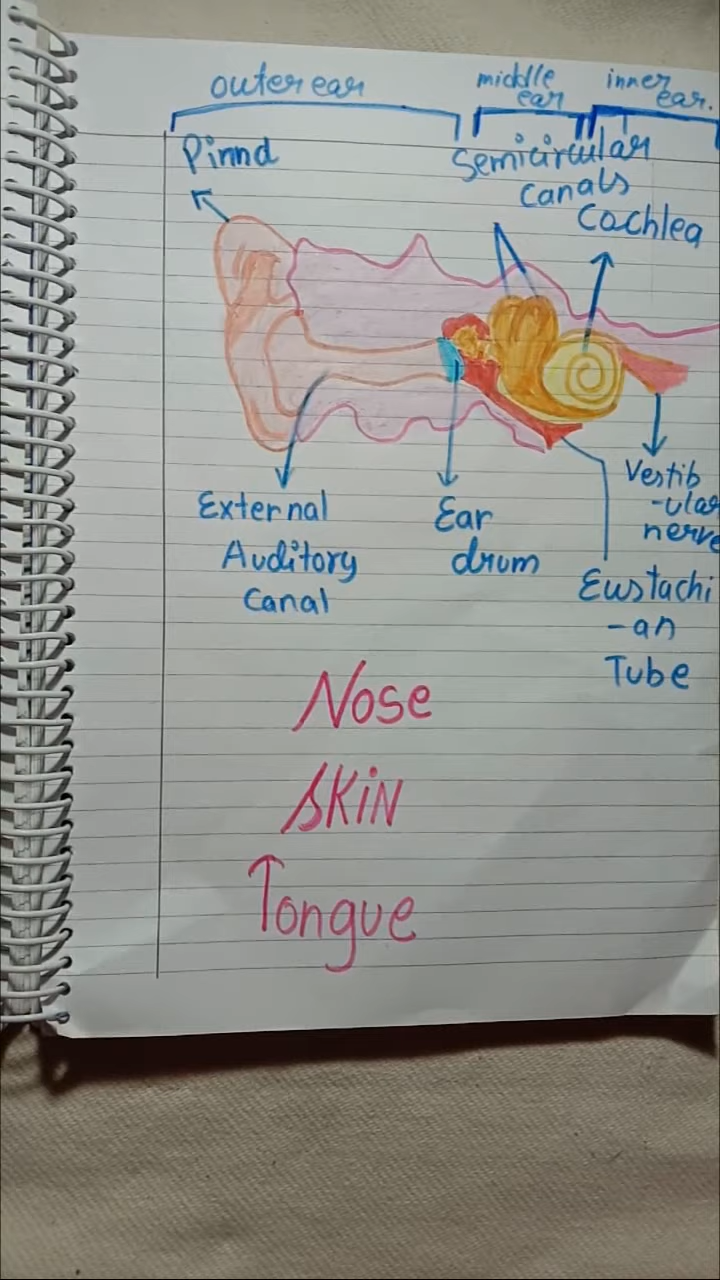 outer ear
middle
ear
inner
ear.
Pinnd
Semicircular
canals
Cochlea
External
Auditory
Canal
Ear
drum
Vestib
-ular
nerve
Eustachi
-an
Tube
Nose
SKIN
Tongue